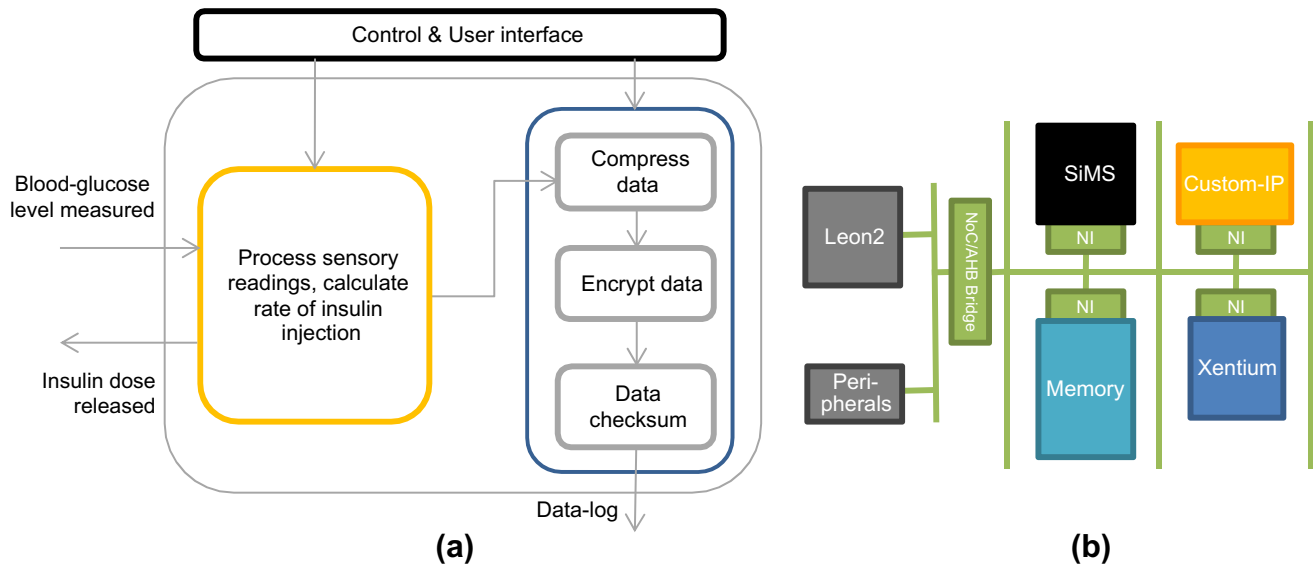 Control & User interface
Blood-glucose
level measured
Insulin dose
released
Process sensory
readings, calculate
rate of insulin
injection
Compress
data
Encrypt data
Data
checksum
Data-log
(a)
Leon2
Peri-
pherals
NoC/AHB Bridge
SiMS
NI
Custom-IP
NI
NI
Memory
NI
Xentium
(b)